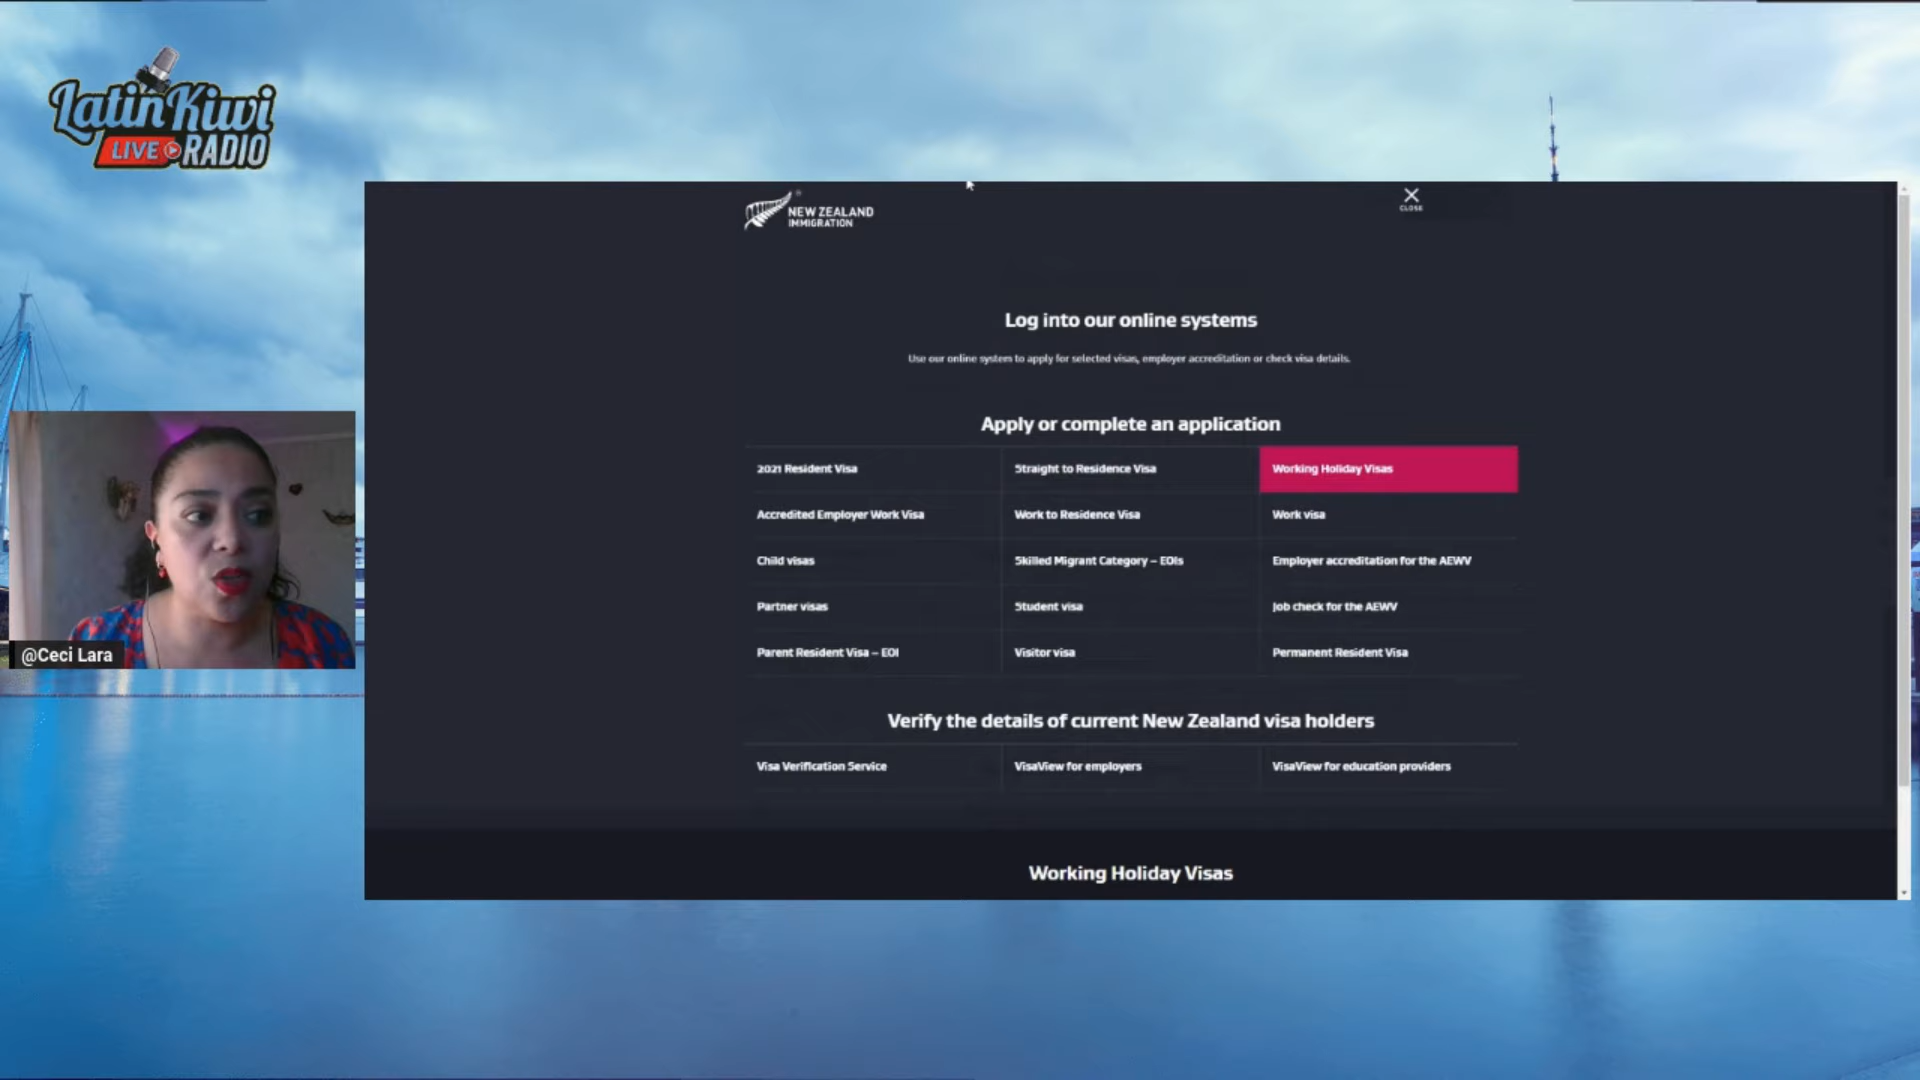 LatinKiwi
LIVE RADIO
NEW ZEALAND
IMMIGRATION
CLOSE
Log into our online systems
Use our online system to apply for selected visas, employer accreditation or check visa details.
Apply or complete an application
2021 Resident Visa
Straight to Residence Visa
Working Holiday Visas
Accredited Employer Work Visa
Work to Residence Visa
Work visa
Child visas
Skilled Migrant Category – EOIs
Employer accreditation for the AEWV
Partner visas
Student visa
Job check for the AEWV
Parent Resident Visa – EOI
Visitor visa
Permanent Resident Visa
Verify the details of current New Zealand visa holders
Visa Verification Service
VisaView for employers
VisaView for education providers
Working Holiday Visas
@Ceci Lara